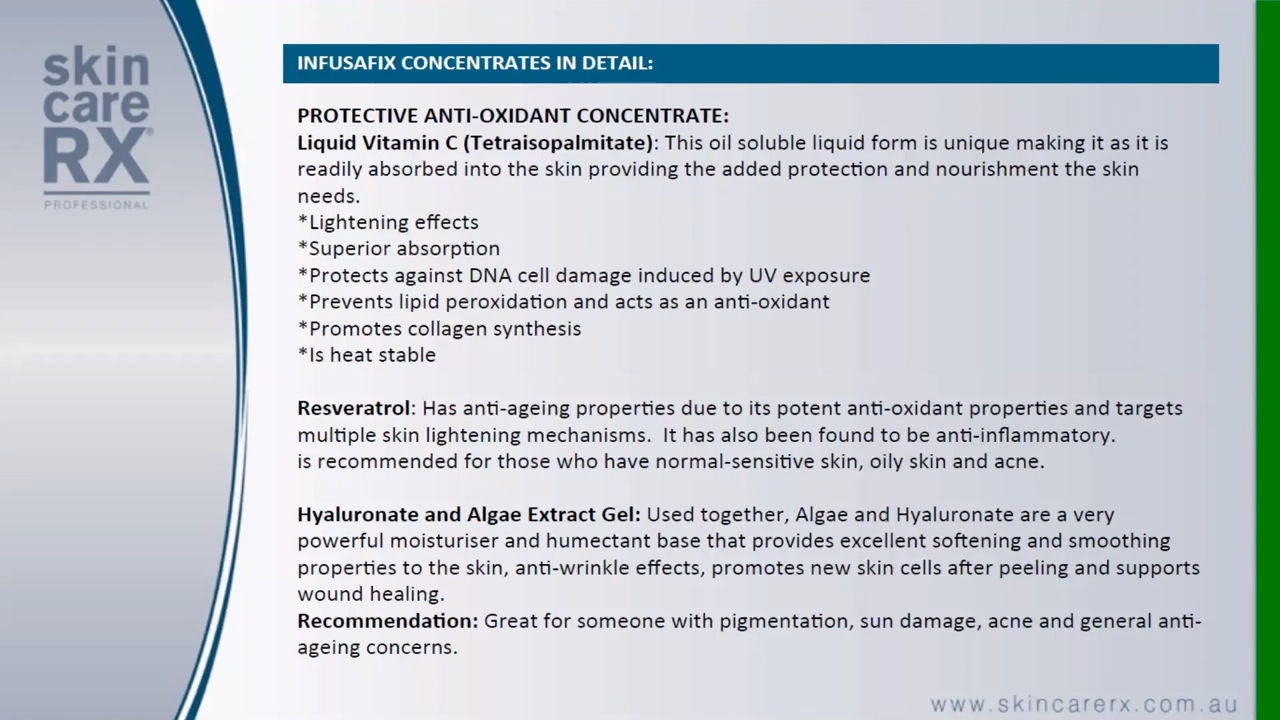 skin
care
RX®
PROFESSIONAL
INFUSAFIX CONCENTRATES IN DETAIL:
PROTECTIVE ANTI-OXIDANT CONCENTRATE:
Liquid Vitamin C (Tetraisopalmitate): This oil soluble liquid form is unique making it as it is
readily absorbed into the skin providing the added protection and nourishment the skin
needs.
*Lightening effects
*Superior absorption
*Protects against DNA cell damage induced by UV exposure
*Prevents lipid peroxidation and acts as an anti-oxidant
*Promotes collagen synthesis
*Is heat stable
Resveratrol: Has anti-ageing properties due to its potent anti-oxidant properties and targets
multiple skin lightening mechanisms.  It has also been found to be anti-inflammatory.
is recommended for those who have normal-sensitive skin, oily skin and acne.
Hyaluronate and Algae Extract Gel: Used together, Algae and Hyaluronate are a very
powerful moisturiser and humectant base that provides excellent softening and smoothing
properties to the skin, anti-wrinkle effects, promotes new skin cells after peeling and supports
wound healing.
Recommendation: Great for someone with pigmentation, sun damage, acne and general anti-
ageing concerns.
www.skincarerx.com.au